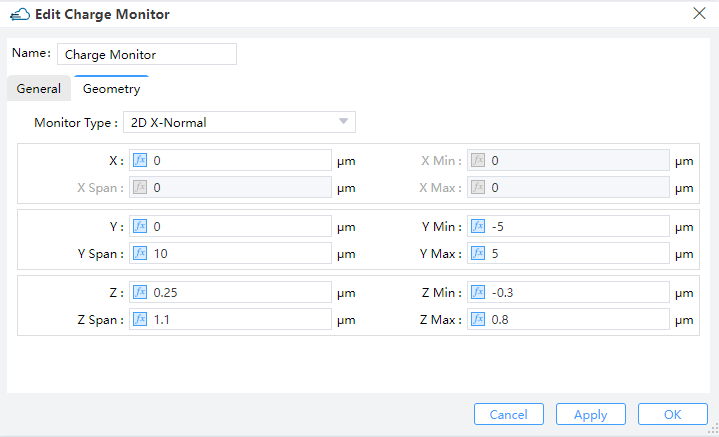 Edit Charge Monitor
Name: Charge Monitor
General Geometry
Monitor Type : 2D X-Normal
X : fx 0 μm X Min : fx 0 μm
X Span : fx 0 μm X Max : fx 0 μm
Y : fx 0 μm Y Min : fx -5 μm
Y Span : fx 10 μm Y Max : fx 5 μm
Z : fx 0.25 μm Z Min : fx -0.3 μm
Z Span : fx 1.1 μm Z Max : fx 0.8 μm
Cancel Apply OK